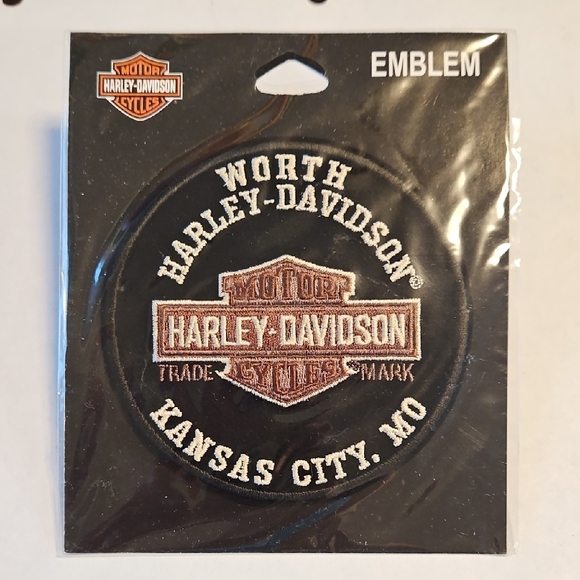 MOTOR
HARLEY-DAVIDSON
CYCLES
EMBLEM
WORTH
HARLEY-DAVIDSON®
MOTOR
HARLEY-DAVIDSON
CYCLES
TRADE MARK
KANSAS CITY, MO